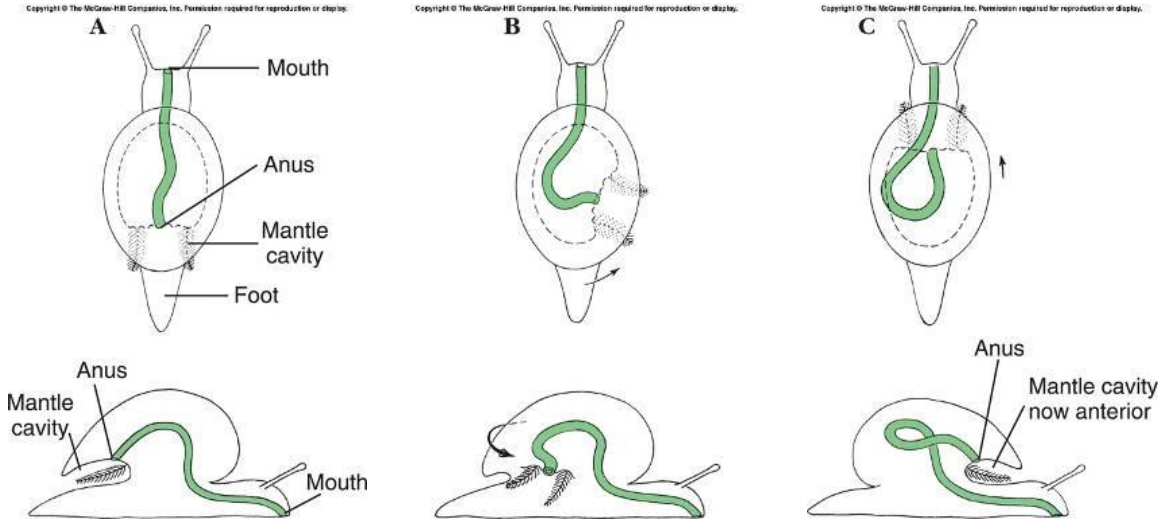 Copyright © The McGraw-Hill Companies, Inc. Permission required for reproduction or display.
Copyright © The McGraw-Hill Companies, Inc. Permission required for reproduction or display.
Copyright © The McGraw-Hill Companies, Inc. Permission required for reproduction or display.
A
Mouth
Anus
Mantle
cavity
Foot
B
C
Anus
Mantle
cavity
Mouth
Anus
Mantle cavity
now anterior